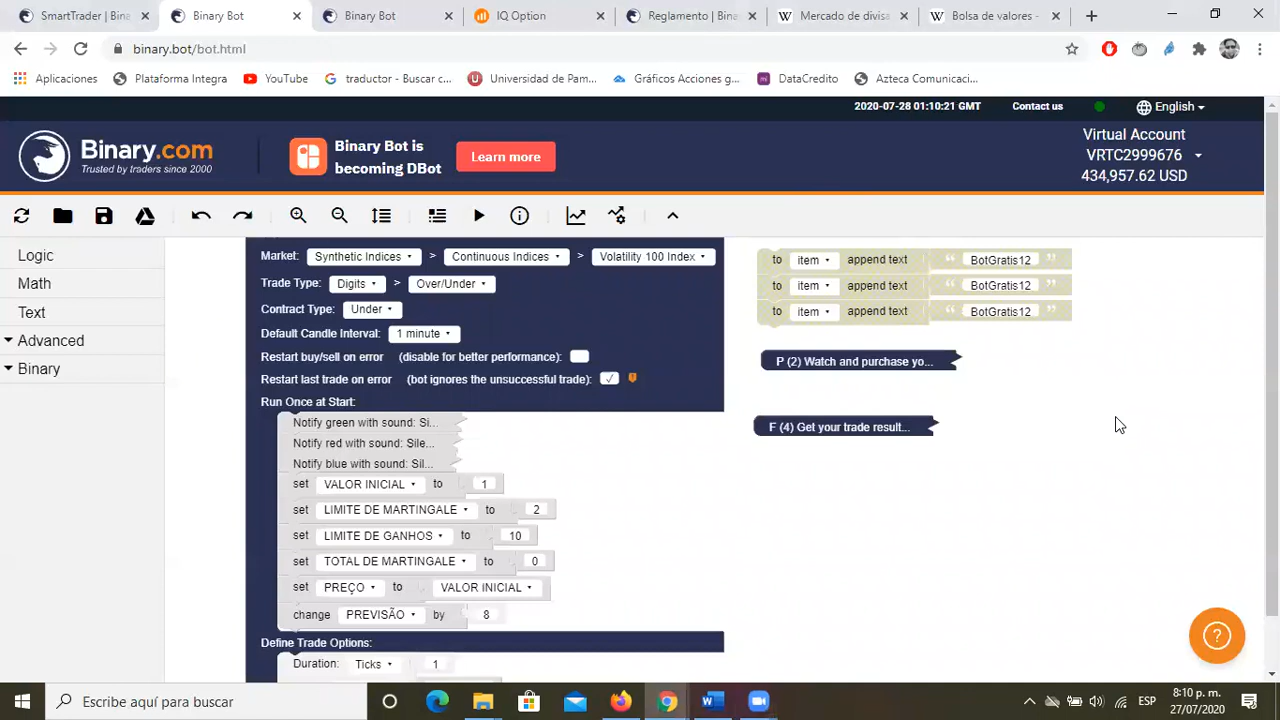 SmartTrader | Bina
Binary Bot
Binary Bot
IQ Option
Reglamento | Bina
Mercado de divisa
Bolsa de valores -
binary.bot/bot.html
Aplicaciones
Plataforma Integra
YouTube
traductor - Buscar c...
Universidad de Pam...
Gráficos Acciones g...
DataCredito
Azteca Comunicaci...
2020-07-28 01:10:21 GMT
Contact us
English
Binary.com
Trusted by traders since 2000
Binary Bot is
becoming DBot
Learn more
Virtual Account
VRTC2999676
434,957.62 USD
Logic
Math
Text
Advanced
Binary
Market: Synthetic Indices > Continuous Indices > Volatility 100 Index
Trade Type: Digits > Over/Under
Contract Type: Under
Default Candle Interval: 1 minute
Restart buy/sell on error (disable for better performance):
Restart last trade on error (bot ignores the unsuccessful trade):
Run Once at Start:
Notify green with sound: Si...
Notify red with sound: Sile...
Notify blue with sound: Sil...
set VALOR INICIAL to 1
set LIMITE DE MARTINGALE to 2
set LIMITE DE GANHOS to 10
set TOTAL DE MARTINGALE to 0
set PREÇO to VALOR INICIAL
change PREVISÃO by 8
Define Trade Options:
Duration: Ticks 1
to item append text “ BotGratis12 ”
to item append text “ BotGratis12 ”
to item append text “ BotGratis12 ”
P (2) Watch and purchase yo...
F (4) Get your trade result...
?
Escribe aquí para buscar
ESP
8:10 p. m.
27/07/2020